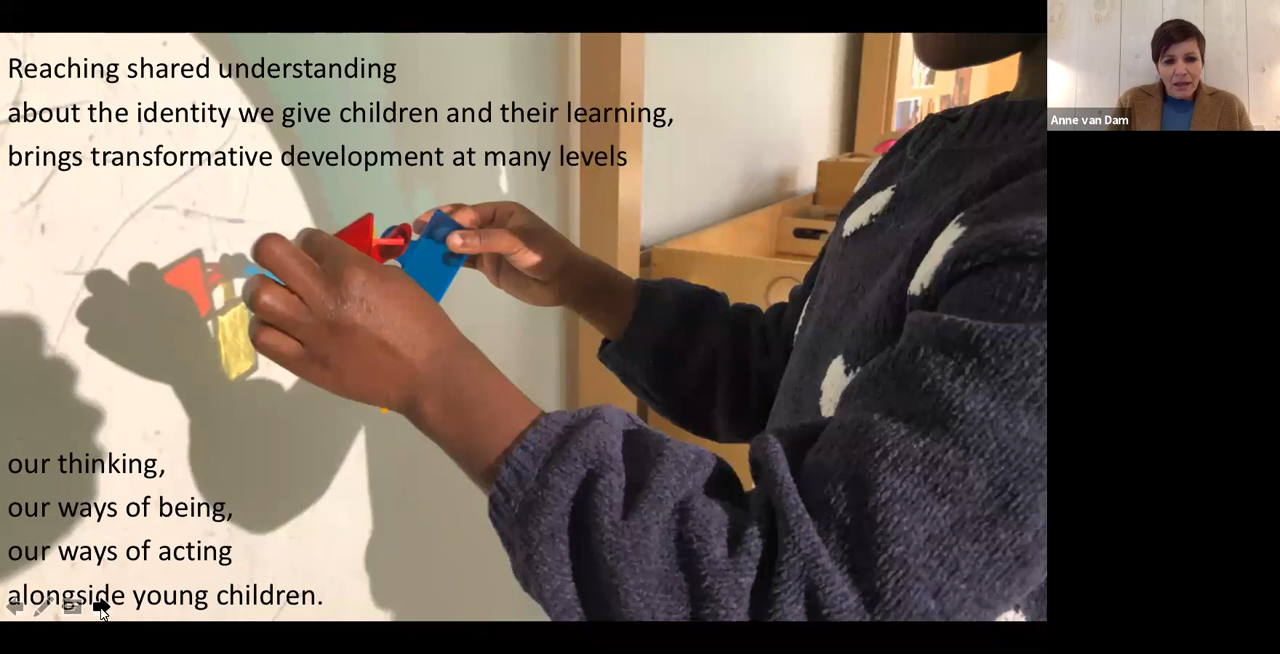 Reaching shared understanding
about the identity we give children and their learning,
brings transformative development at many levels
our thinking,
our ways of being,
our ways of acting
alongside young children.
Anne van Dam